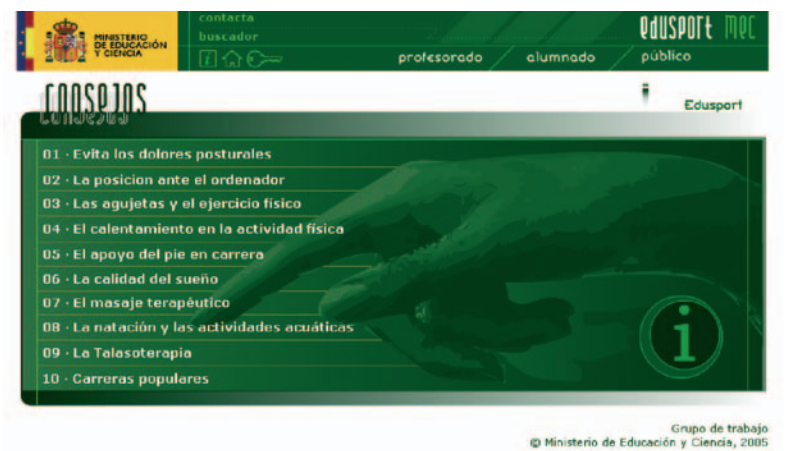 MINISTERIO
DE EDUCACIÓN
Y CIENCIA
contacta
buscador
edusport mec
profesorado
alumnado
público
consejos
Edusport
01 · Evita los dolores posturales
02 · La posicion ante el ordenador
03 · Las agujetas y el ejercicio físico
04 · El calentamiento en la actividad física
05 · El apoyo del pie en carrera
06 · La calidad del sueño
07 · El masaje terapéutico
08 · La natación y las actividades acuáticas
09 · La Talasoterapia
10 · Carreras populares
Grupo de trabajo
© Ministerio de Educación y Ciencia, 2005